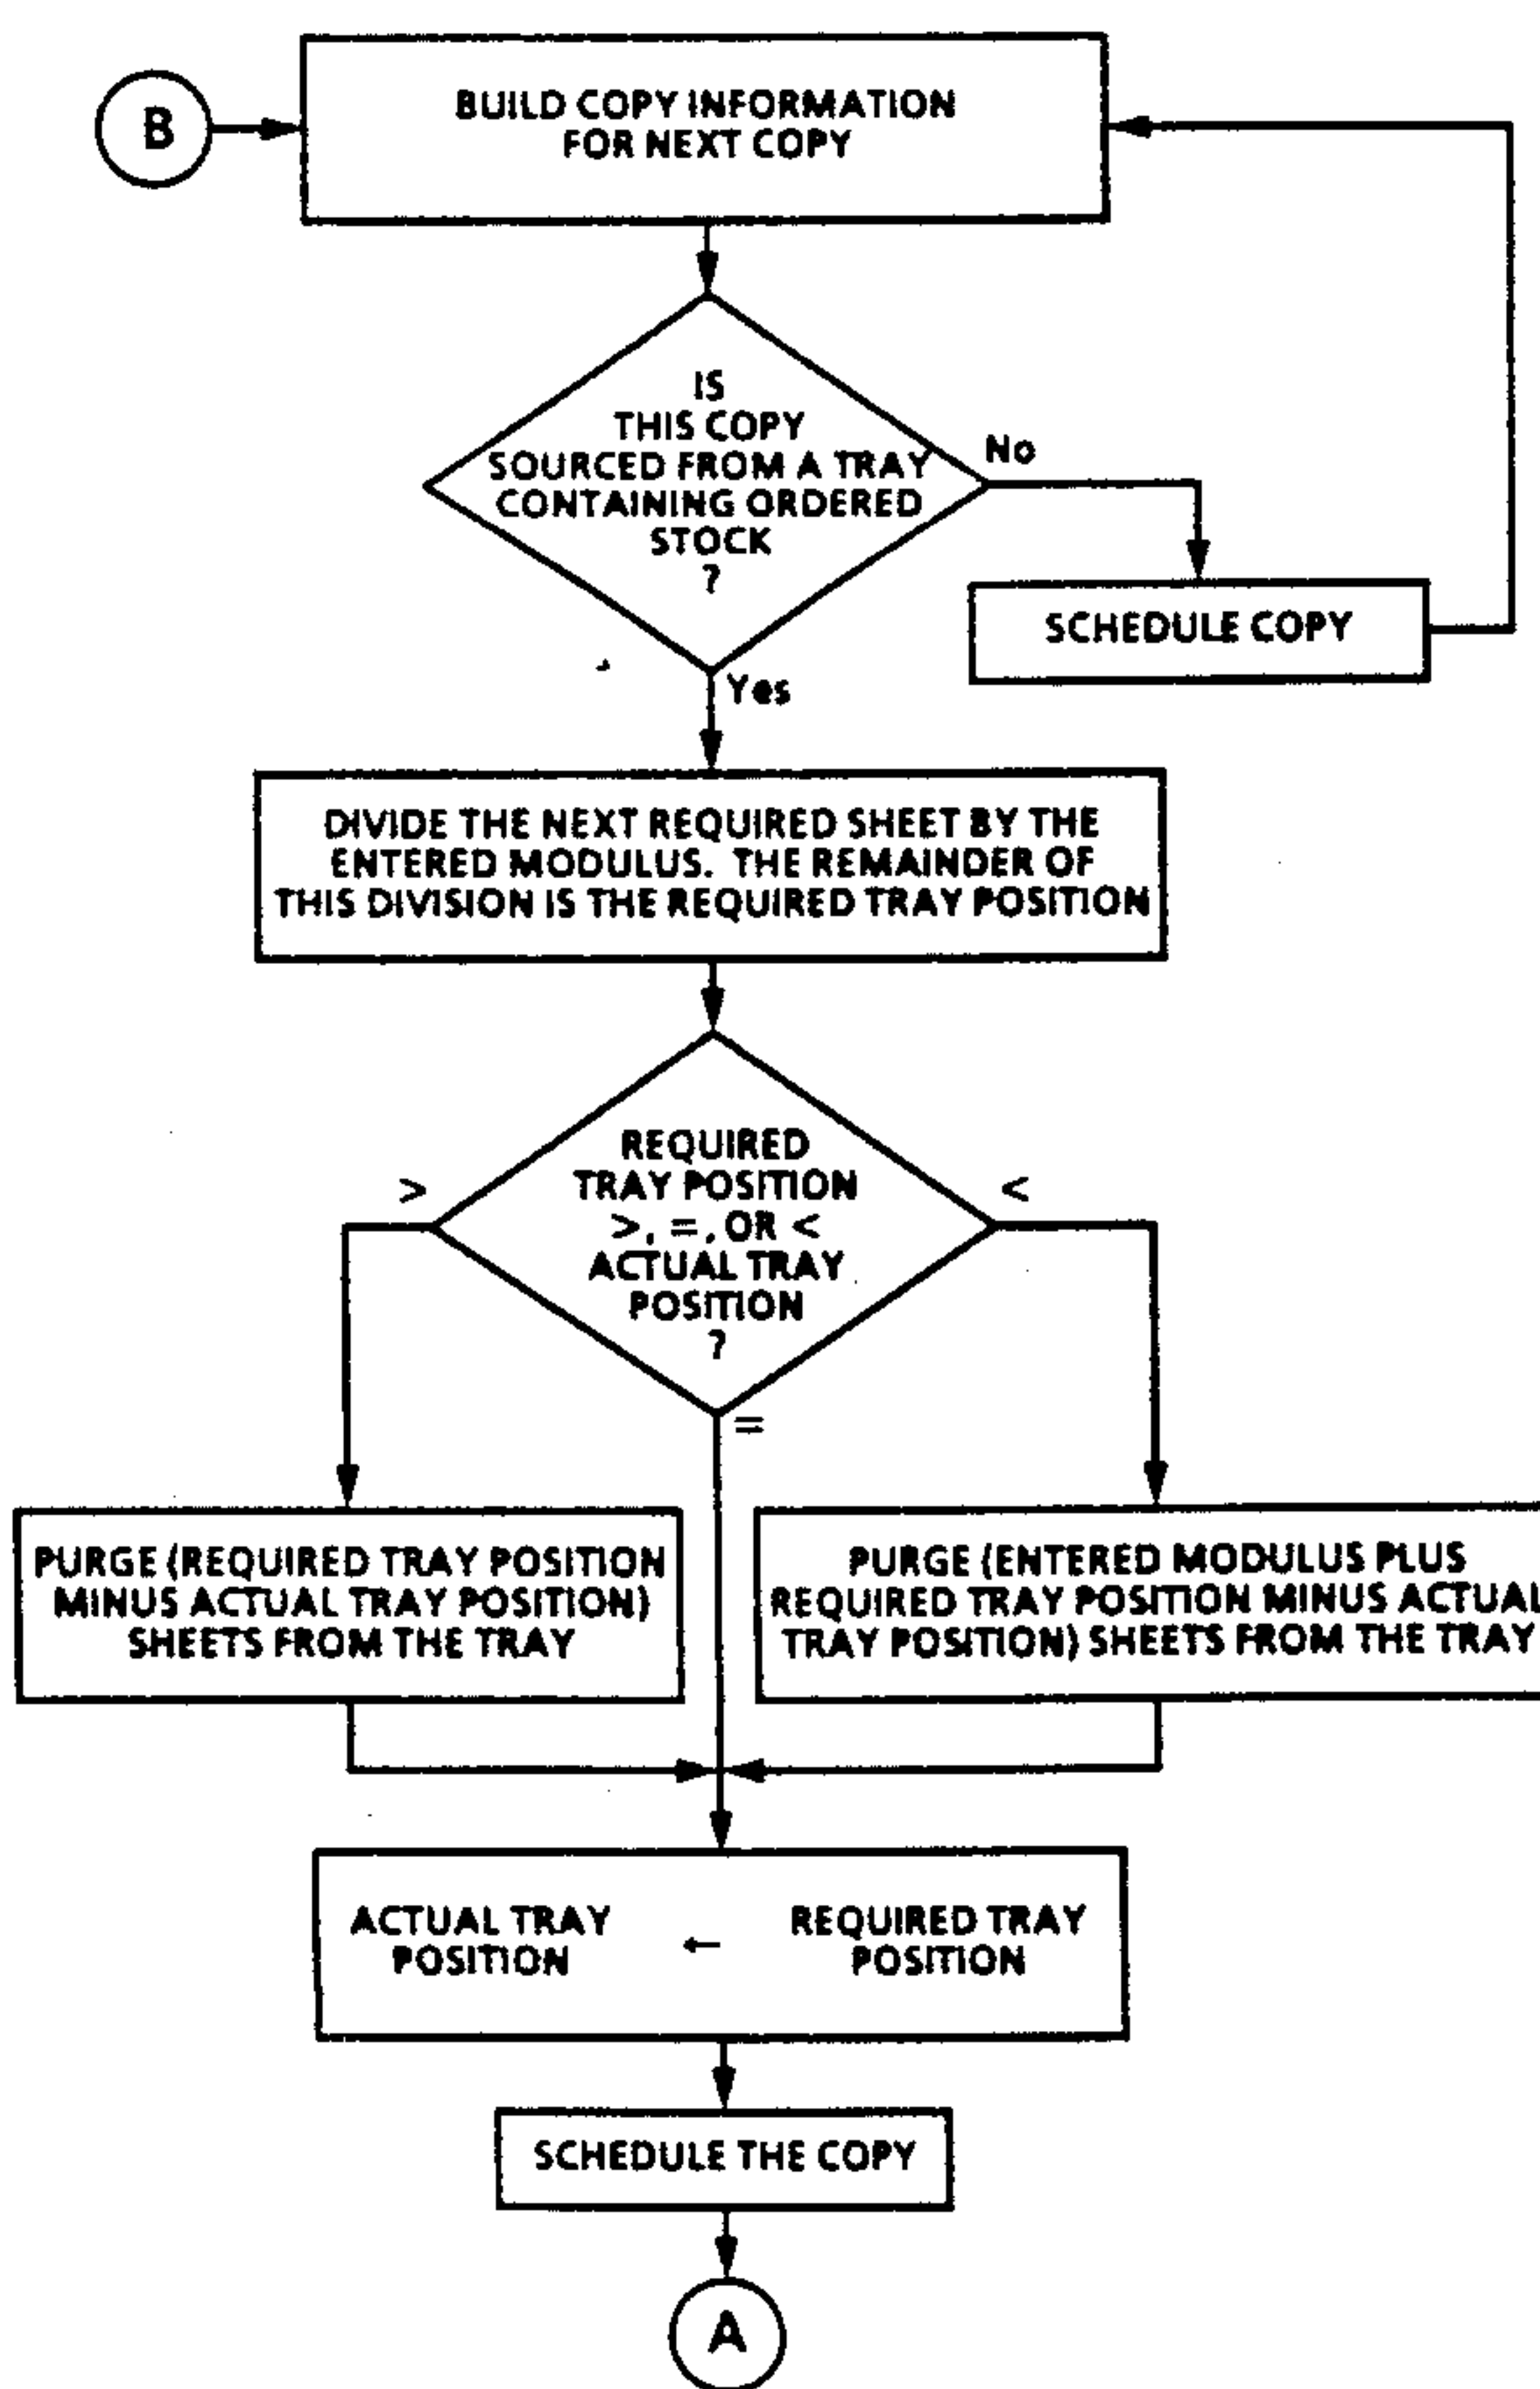 B
BUILD COPY INFORMATION
FOR NEXT COPY
IS
THIS COPY
SOURCED FROM A TRAY
CONTAINING ORDERED
STOCK
?
No
SCHEDULE COPY
Yes
DIVIDE THE NEXT REQUIRED SHEET BY THE
ENTERED MODULUS. THE REMAINDER OF
THIS DIVISION IS THE REQUIRED TRAY POSITION
REQUIRED
TRAY POSITION
>, =, OR <
ACTUAL TRAY
POSITION
?
>
<
=
PURGE (REQUIRED TRAY POSITION
MINUS ACTUAL TRAY POSITION)
SHEETS FROM THE TRAY
PURGE (ENTERED MODULUS PLUS
REQUIRED TRAY POSITION MINUS ACTUAL
TRAY POSITION) SHEETS FROM THE TRAY
ACTUAL TRAY
POSITION
←
REQUIRED TRAY
POSITION
SCHEDULE THE COPY
A